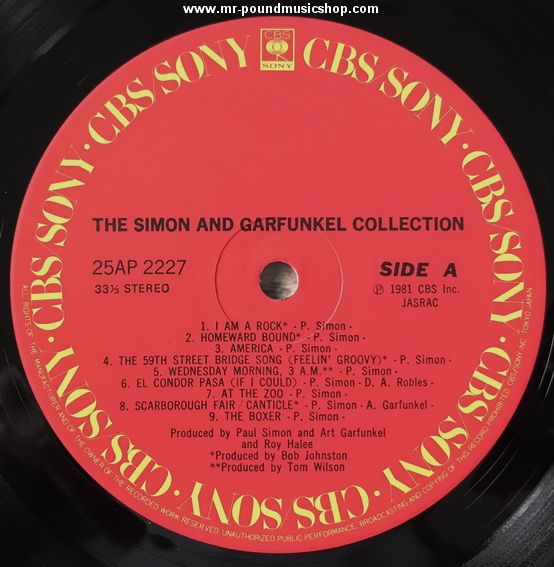 www.mr-poundmusicshop.com
CBS
SONY
CBS/SONY · CBS/SONY · CBS/SONY · CBS/SONY · CBS/SONY · CBS/SONY · CBS/SONY · CBS/SONY
THE SIMON AND GARFUNKEL COLLECTION
25AP 2227
33⅓ STEREO
SIDE A
Ⓟ 1981 CBS Inc.
JASRAC
1. I AM A ROCK* - P. Simon -
2. HOMEWARD BOUND* - P. Simon -
3. AMERICA - P. Simon -
4. THE 59TH STREET BRIDGE SONG (FEELIN' GROOVY)* - P. Simon -
5. WEDNESDAY MORNING, 3 A.M.** - P. Simon -
6. EL CONDOR PASA (IF I COULD) - P. Simon - D. A. Robles -
7. AT THE ZOO - P. Simon -
8. SCARBOROUGH FAIR / CANTICLE* - P. Simon - A. Garfunkel -
9. THE BOXER - P. Simon -
Produced by Paul Simon and Art Garfunkel
and Roy Halee
*Produced by Bob Johnston
**Produced by Tom Wilson
ALL RIGHTS OF THE MANUFACTURER AND OF THE OWNER OF THE RECORDED WORK RESERVED. UNAUTHORIZED PUBLIC PERFORMANCE, BROADCASTING AND COPYING OF THIS RECORD PROHIBITED. CBS/SONY INC. TOKYO JAPAN